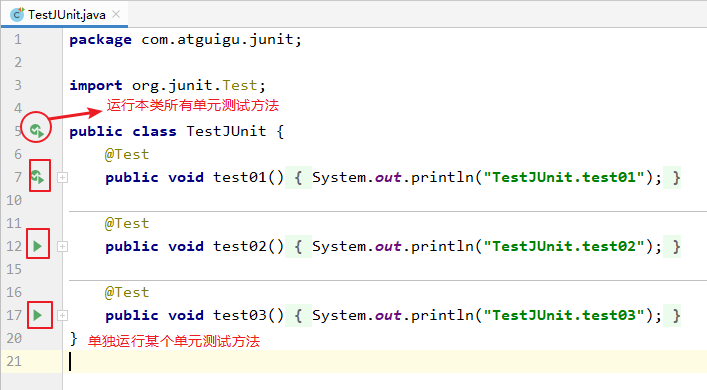 TestJUnit.java
1 package com.atguigu.junit;
2
3 import org.junit.Test;
4 运行本类所有单元测试方法
5 public class TestJUnit {
6 @Test
7 public void test01() { System.out.println("TestJUnit.test01"); }
10
11 @Test
12 public void test02() { System.out.println("TestJUnit.test02"); }
15
16 @Test
17 public void test03() { System.out.println("TestJUnit.test03"); }
20 } 单独运行某个单元测试方法
21